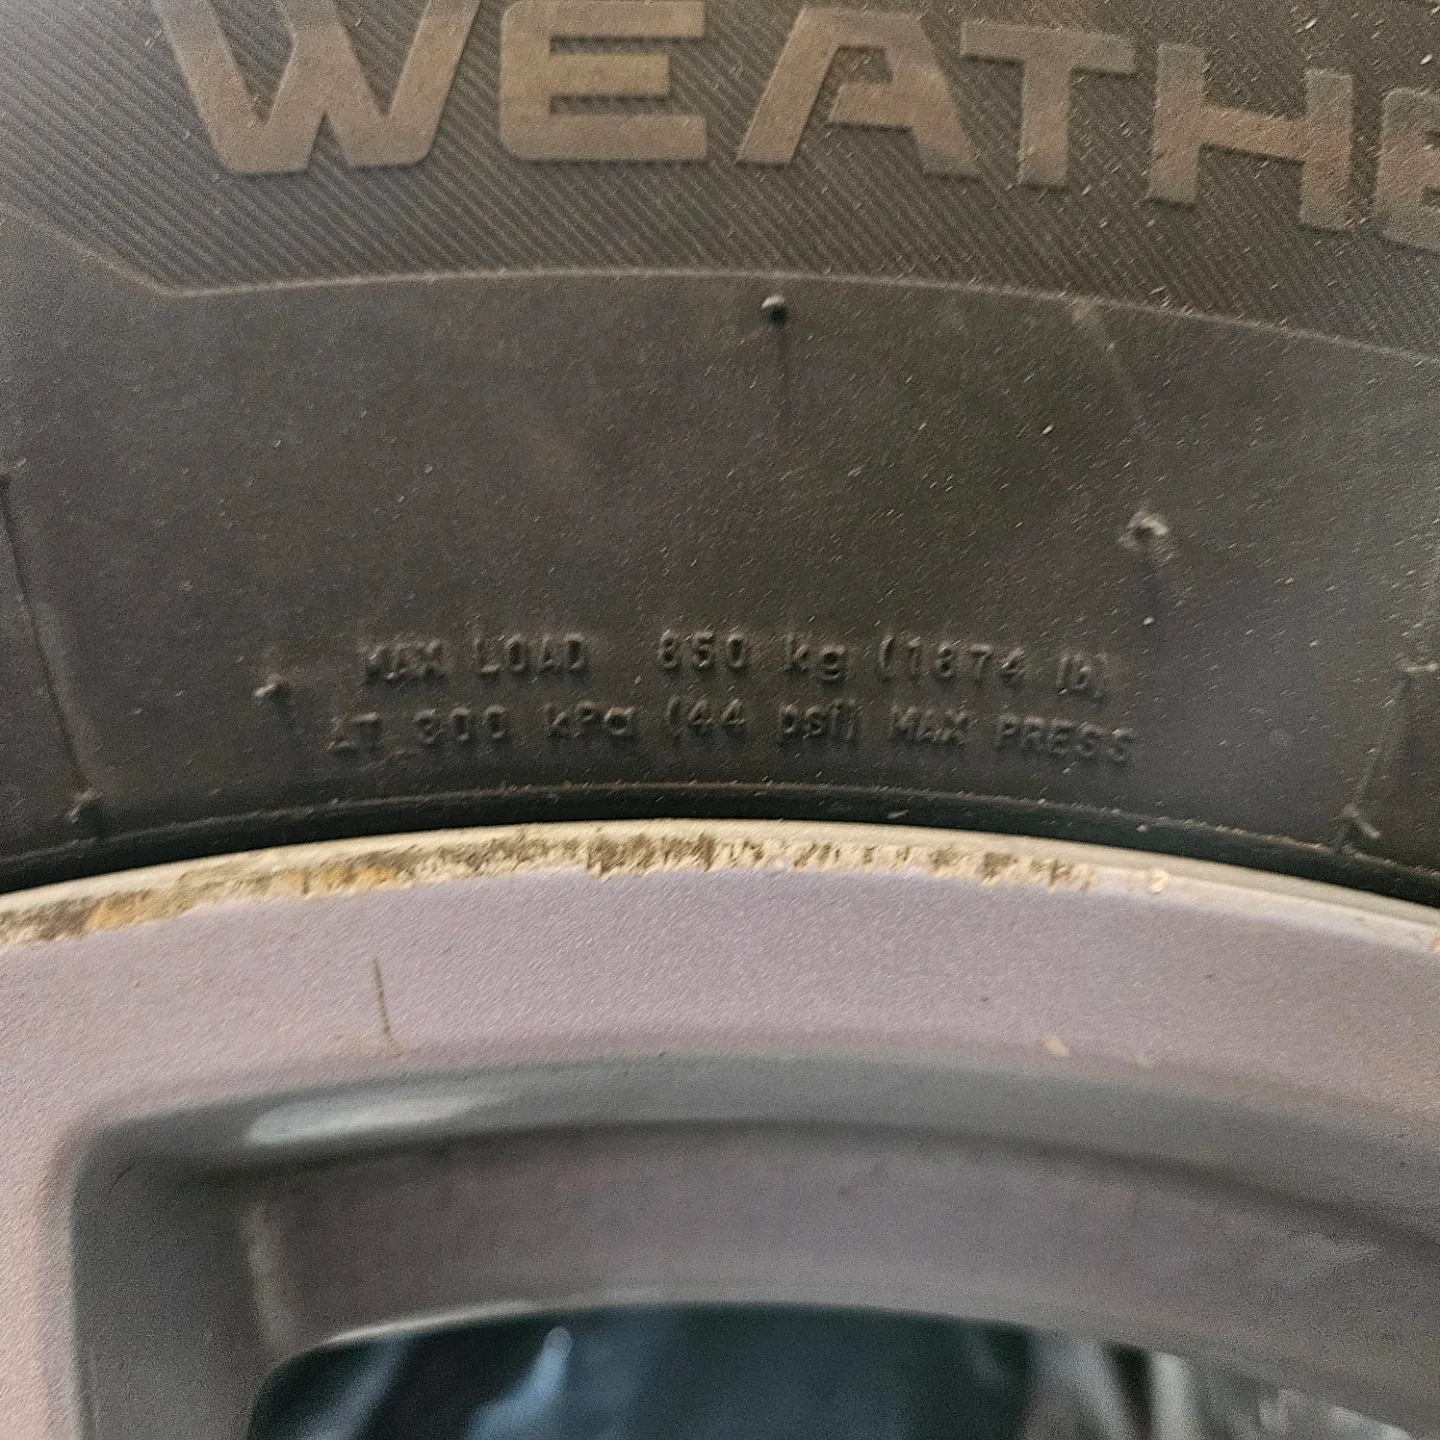 WEATHE
MAX LOAD 850 kg (1874 lb)
AT 300 kPa (44 psi) MAX PRESS